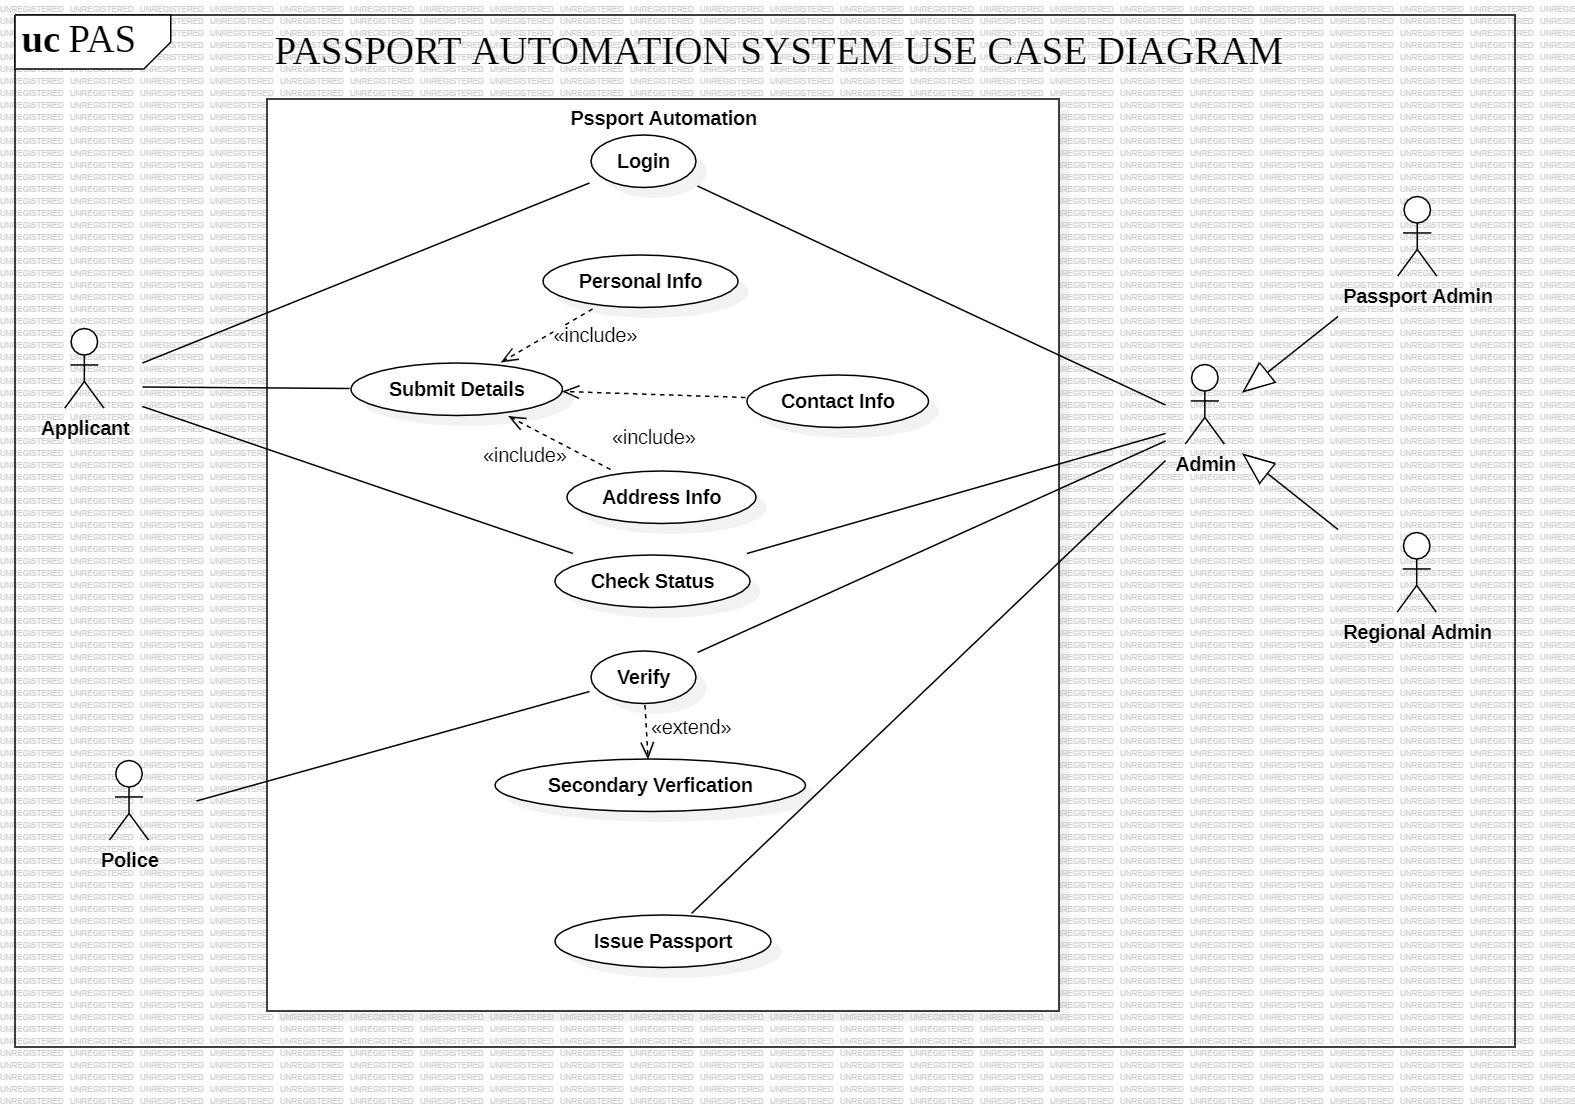 uc PAS
PASSPORT AUTOMATION SYSTEM USE CASE DIAGRAM
Pssport Automation
Login
Personal Info
Passport Admin
«include»
Submit Details
Contact Info
Applicant
«include»
«include»
Admin
Address Info
Check Status
Regional Admin
Verify
«extend»
Secondary Verfication
Police
Issue Passport
UNREGISTERED